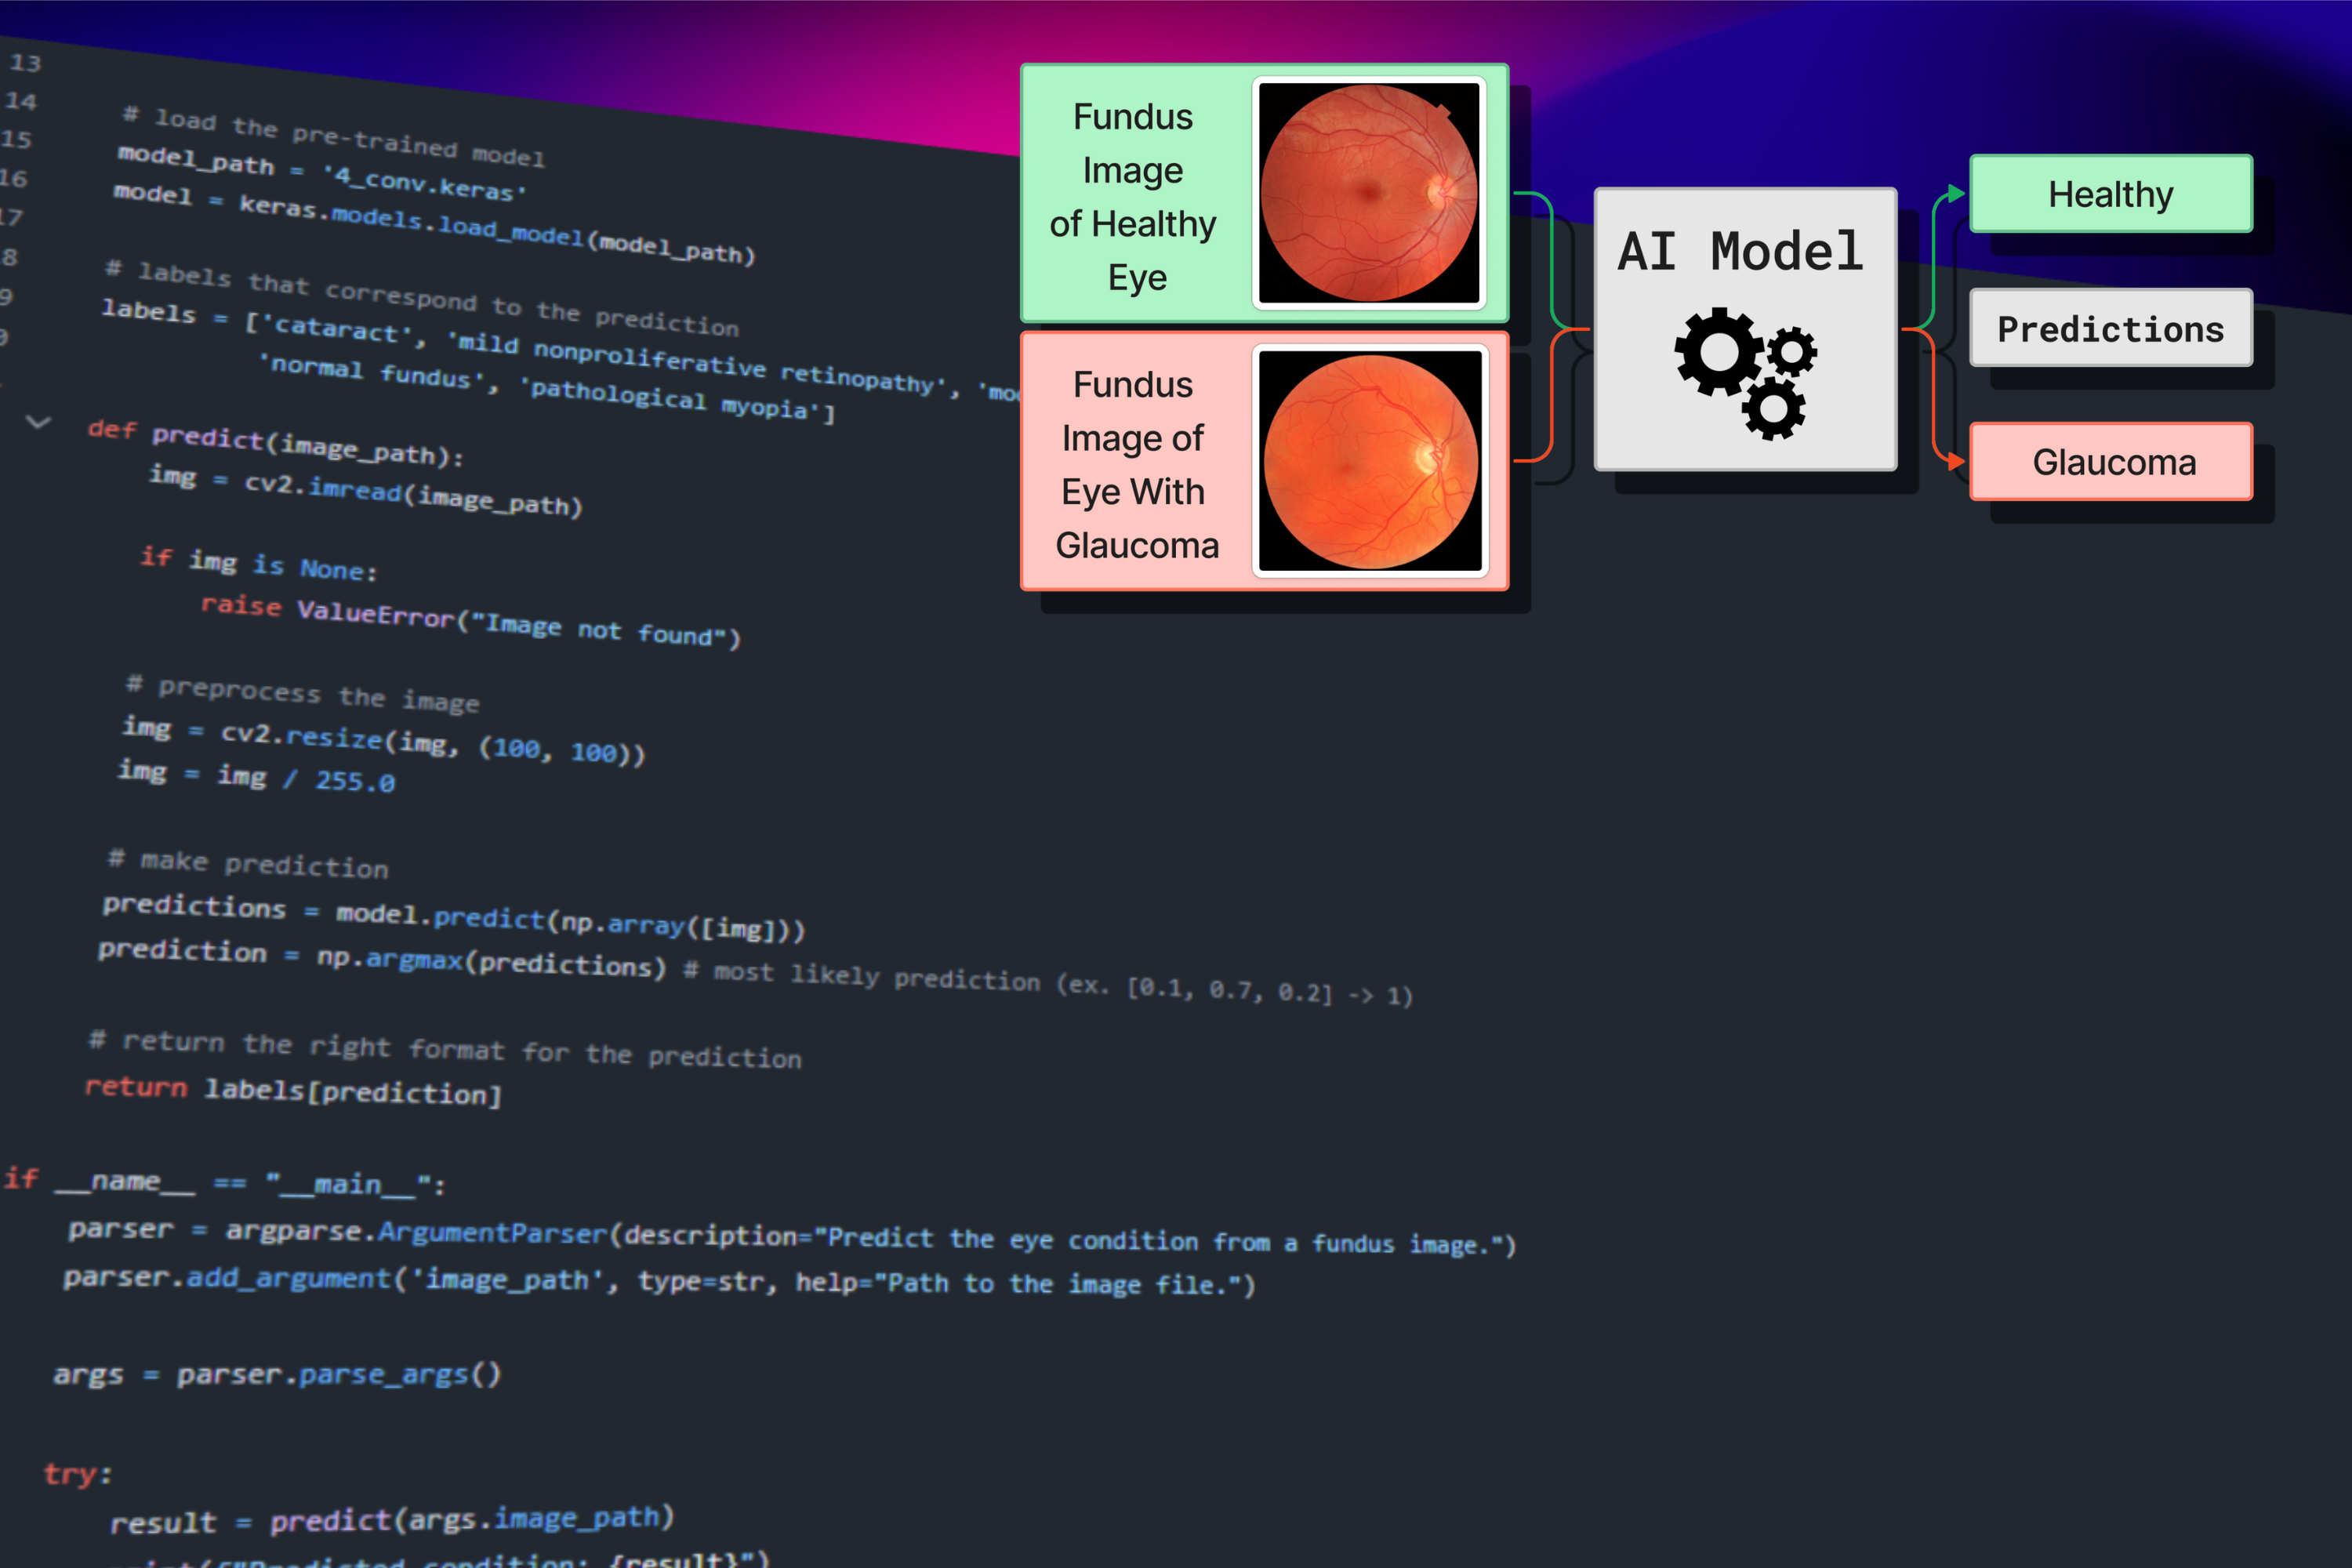 13
14
15
16
17
8
9
0
# load the pre-trained model
model_path = '4_conv.keras'
model = keras.models.load_model(model_path)
# labels that correspond to the prediction
labels = ['cataract', 'mild nonproliferative retinopathy',
'normal fundus', 'pathological myopia']
def predict(image_path):
img = cv2.imread(image_path)
if img is None:
raise ValueError("Image not found")
# preprocess the image
img = cv2.resize(img, (100, 100))
img = img / 255.0
# make prediction
predictions = model.predict(np.array([img]))
prediction = np.argmax(predictions) # most likely prediction (ex. [0.1, 0.7, 0.2] -> 1)
# return the right format for the prediction
return labels[prediction]
if __name__ == "__main__":
parser = argparse.ArgumentParser(description="Predict the eye condition from a fundus image.")
parser.add_argument('image_path', type=str, help="Path to the image file.")
args = parser.parse_args()
try:
result = predict(args.image_path)
print(f"Predicted condition: {result}")
Fundus
Image
of Healthy
Eye
Fundus
Image of
Eye With
Glaucoma
AI Model
Healthy
Predictions
Glaucoma